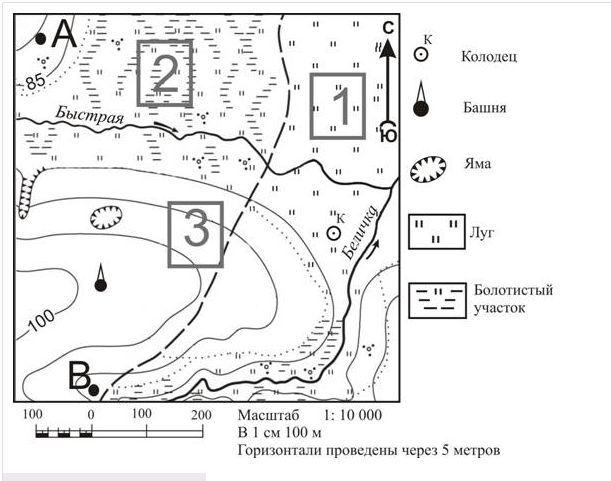 А
С
85
2
1
Ю
Быстрая
3
К
Беличка
100
В
К
Колодец
Башня
Яма
Луг
Болотистый
участок
100 0 100 200
Масштаб 1: 10 000
В 1 см 100 м
Горизонтали проведены через 5 метров